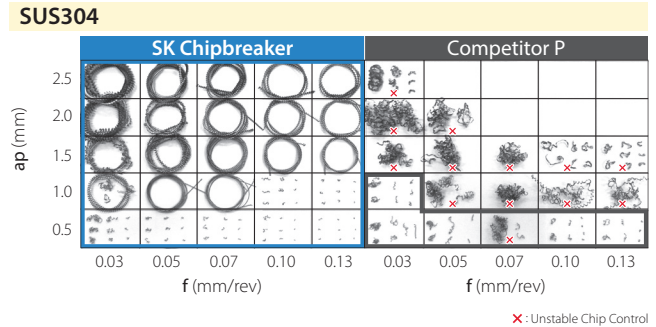 SUS304
SK Chipbreaker Competitor P
2.5
2.0
1.5
1.0
0.5
ap (mm)
0.03 0.05 0.07 0.10 0.13 0.03 0.05 0.07 0.10 0.13
f (mm/rev) f (mm/rev)
✕ : Unstable Chip Control